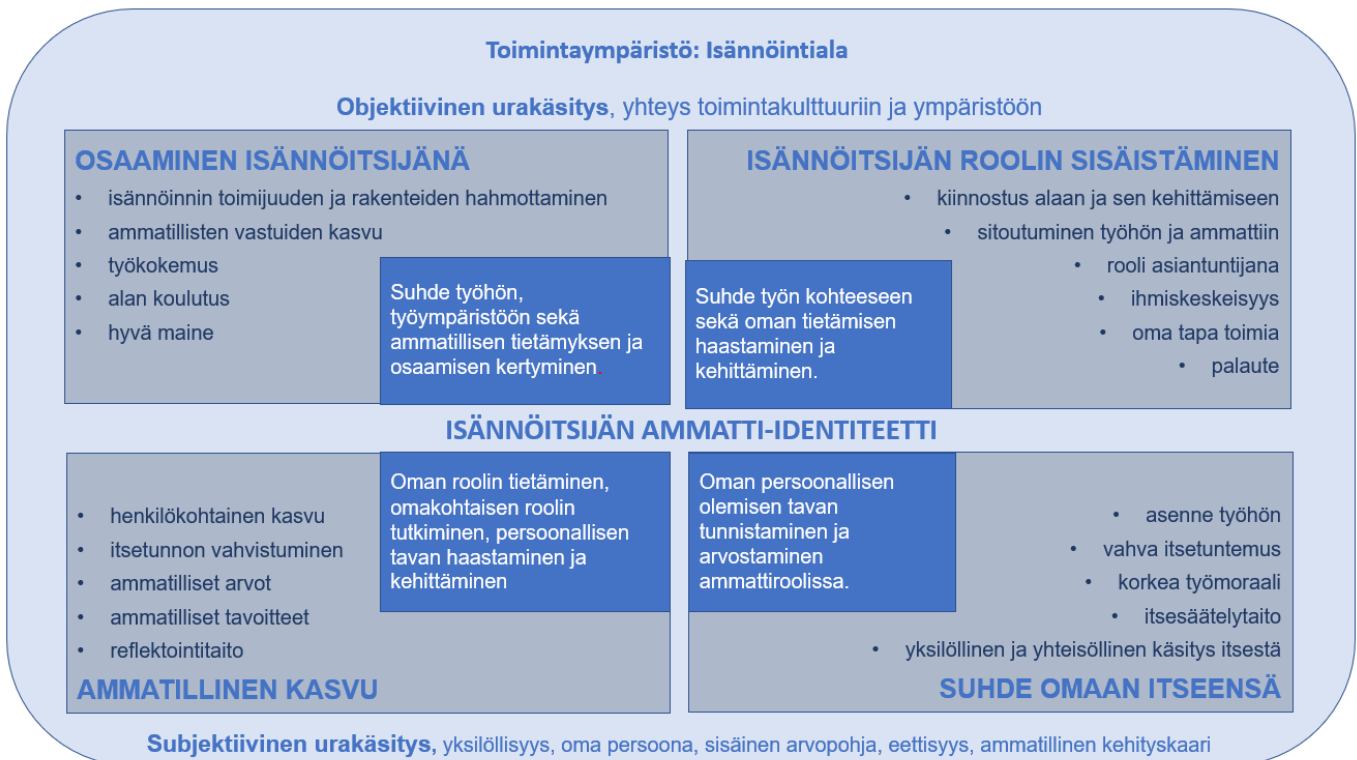 Toimintaympäristö: Isännöintiala
Objektiivinen urakäsitys, yhteys toimintakulttuuriin ja ympäristöön
OSAAMINEN ISÄNNÖITSIJÄNÄ
• isännöinnin toimijuuden ja rakenteiden hahmottaminen
• ammatillisten vastuiden kasvu
• työkokemus
• alan koulutus
• hyvä maine
Suhde työhön,
työympäristöön sekä
ammatillisen tietämyksen ja
osaamisen kertyminen.
ISÄNNÖITSIJÄN ROOLIN SISÄISTÄMINEN
• kiinnostus alaan ja sen kehittämiseen
• sitoutuminen työhön ja ammattiin
• rooli asiantuntijana
• ihmiskeskeisyys
• oma tapa toimia
• palaute
Suhde työn kohteeseen
sekä oman tietämisen
haastaminen ja
kehittäminen.
ISÄNNÖITSIJÄN AMMATTI-IDENTITEETTI
• henkilökohtainen kasvu
• itsetunnon vahvistuminen
• ammatilliset arvot
• ammatilliset tavoitteet
• reflektointitaito
AMMATILLINEN KASVU
Oman roolin tietäminen,
omakohtaisen roolin
tutkiminen, persoonallisen
tavan haastaminen ja
kehittäminen
Oman persoonallisen
olemisen tavan
tunnistaminen ja
arvostaminen
ammattiroolissa.
• asenne työhön
• vahva itsetuntemus
• korkea työmoraali
• itsesäätelytaito
• yksilöllinen ja yhteisöllinen käsitys itsestä
SUHDE OMAAN ITSEENSÄ
Subjektiivinen urakäsitys, yksilöllisyys, oma persoona, sisäinen arvopohja, eettisyys, ammatillinen kehityskaari